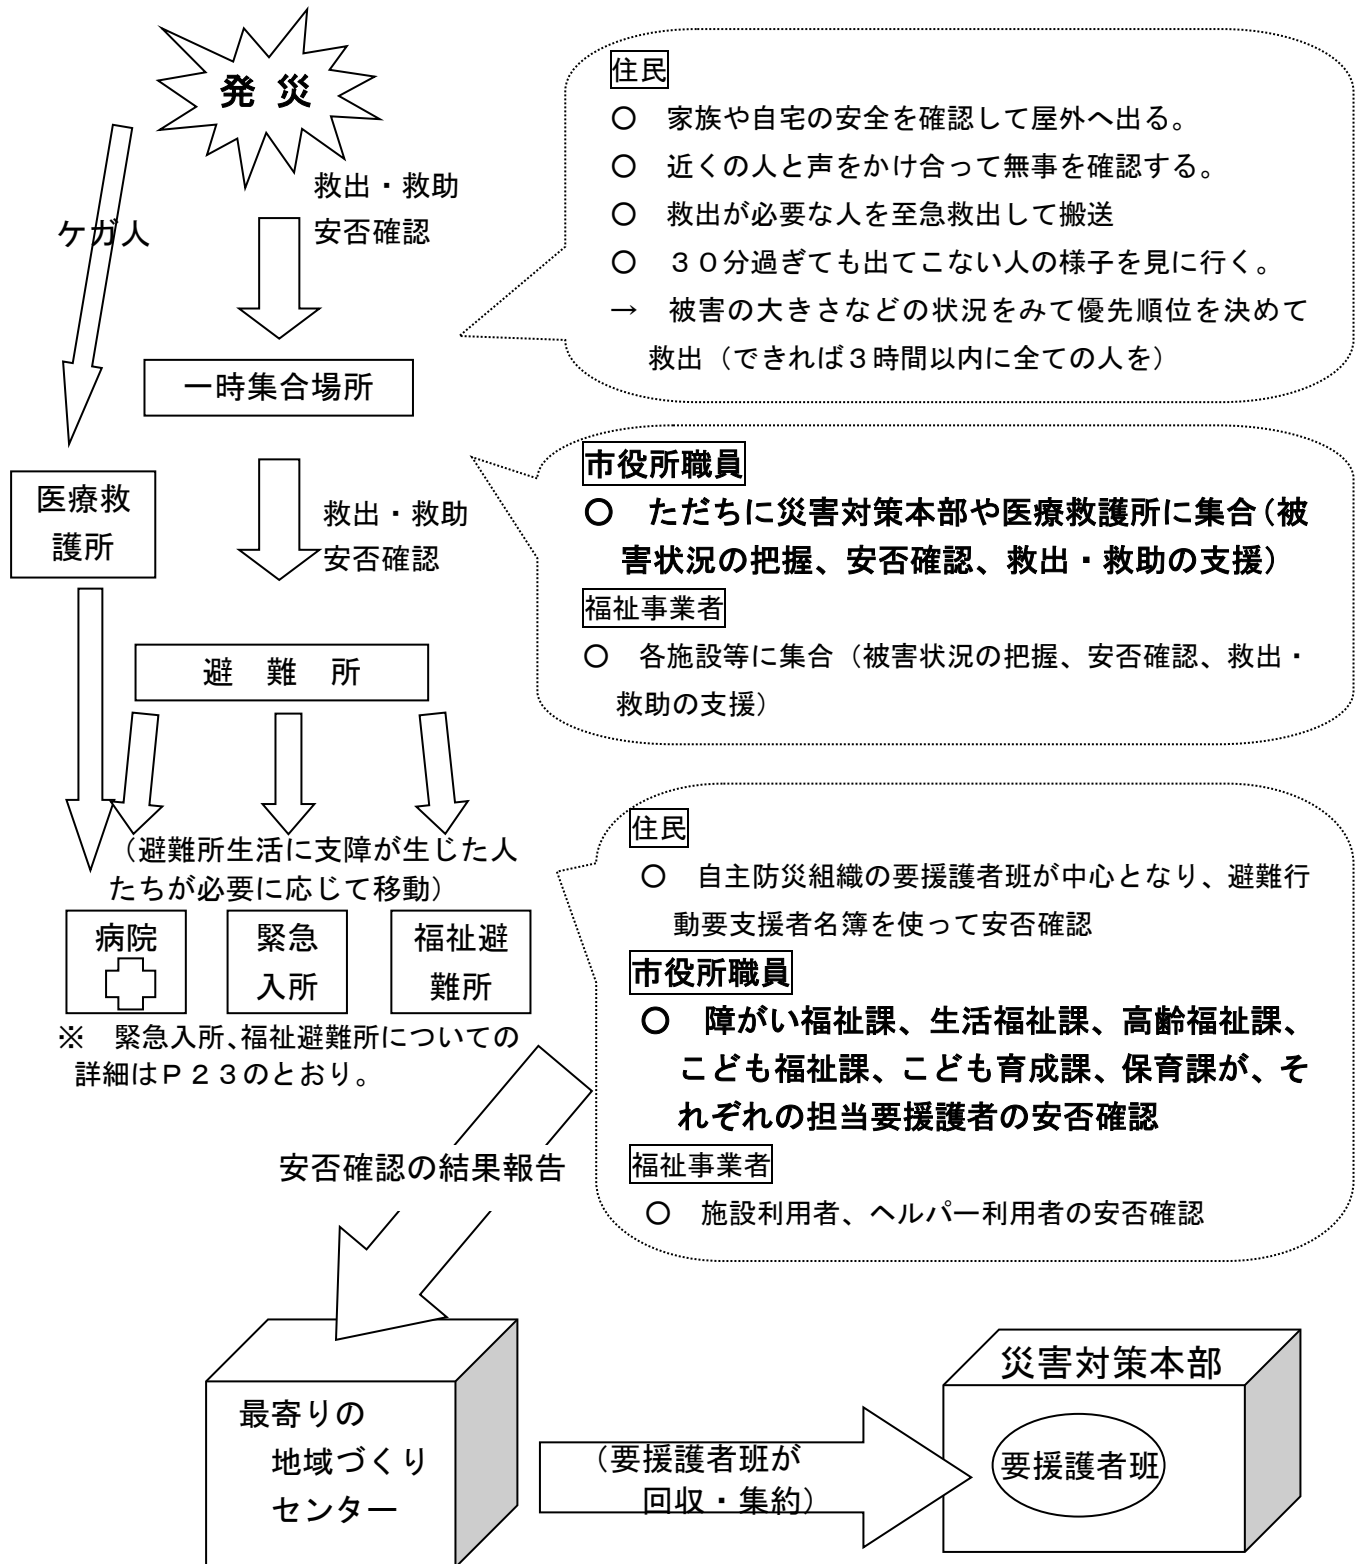 発 災
救出・救助
安否確認
ケガ人
一時集合場所
医療救
護所
救出・救助
安否確認
避 難 所
（避難所生活に支障が生じた人
たちが必要に応じて移動）
病院
緊急
入所
福祉避
難所
※ 緊急入所、福祉避難所についての
詳細はＰ２３のとおり。
住民
○ 家族や自宅の安全を確認して屋外へ出る。
○ 近くの人と声をかけ合って無事を確認する。
○ 救出が必要な人を至急救出して搬送
○ ３０分過ぎても出てこない人の様子を見に行く。
→ 被害の大きさなどの状況をみて優先順位を決めて
救出（できれば３時間以内に全ての人を）
市役所職員
○ ただちに災害対策本部や医療救護所に集合（被
害状況の把握、安否確認、救出・救助の支援）
福祉事業者
○ 各施設等に集合（被害状況の把握、安否確認、救出・
救助の支援）
住民
○ 自主防災組織の要援護者班が中心となり、避難行
動要支援者名簿を使って安否確認
市役所職員
○ 障がい福祉課、生活福祉課、高齢福祉課、
こども福祉課、こども育成課、保育課が、そ
れぞれの担当要援護者の安否確認
福祉事業者
○ 施設利用者、ヘルパー利用者の安否確認
安否確認の結果報告
最寄りの
地域づくり
センター
（要援護者班が
回収・集約）
災害対策本部
要援護者班